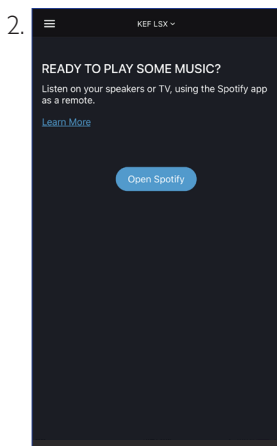 2.
KEF LSX
READY TO PLAY SOME MUSIC?
Listen on your speakers or TV, using the Spotify app
as a remote.
Learn More
Open Spotify